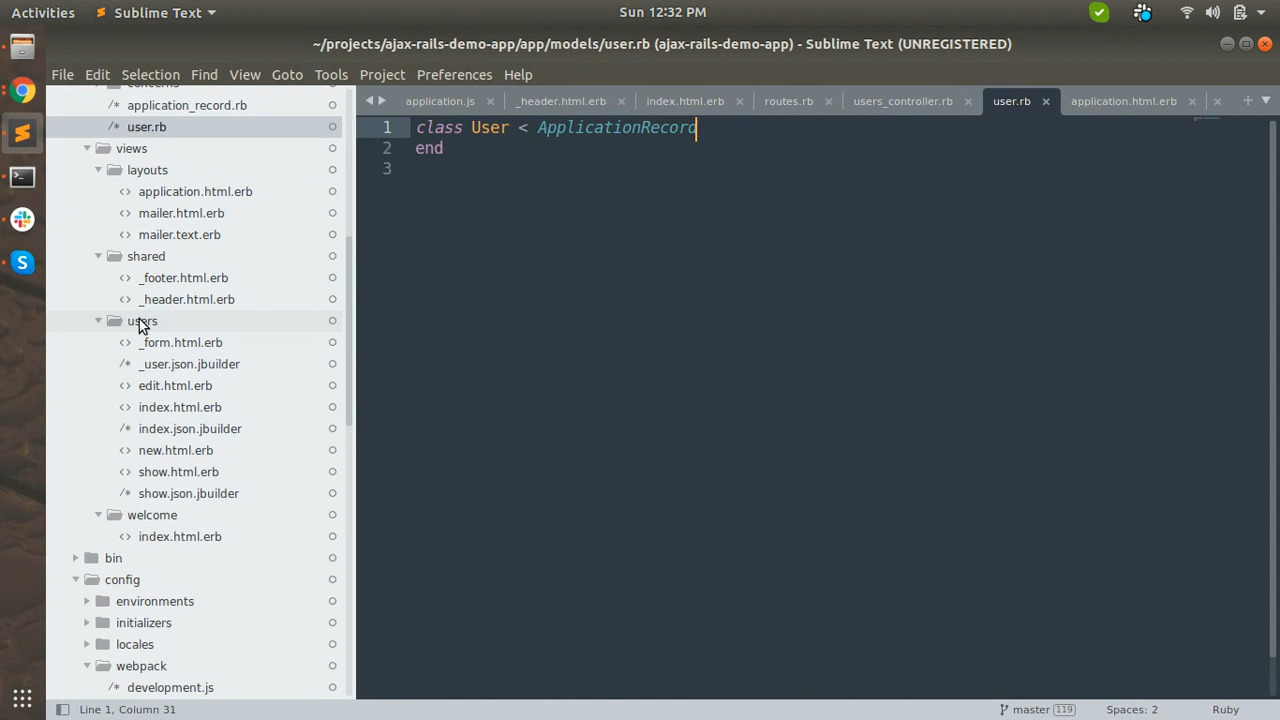 Activities
Sublime Text
Sun 12:32 PM
~/projects/ajax-rails-demo-app/app/models/user.rb (ajax-rails-demo-app) - Sublime Text (UNREGISTERED)
File Edit Selection Find View Goto Tools Project Preferences Help
application.js
_header.html.erb
index.html.erb
routes.rb
users_controller.rb
user.rb
application.html.erb
concerns
application_record.rb
user.rb
views
layouts
application.html.erb
mailer.html.erb
mailer.text.erb
shared
_footer.html.erb
_header.html.erb
users
_form.html.erb
_user.json.jbuilder
edit.html.erb
index.html.erb
index.json.jbuilder
new.html.erb
show.html.erb
show.json.jbuilder
welcome
index.html.erb
bin
config
environments
initializers
locales
webpack
development.js
1 class User < ApplicationRecord
2 end
3
Line 1, Column 31
master 119
Spaces: 2
Ruby